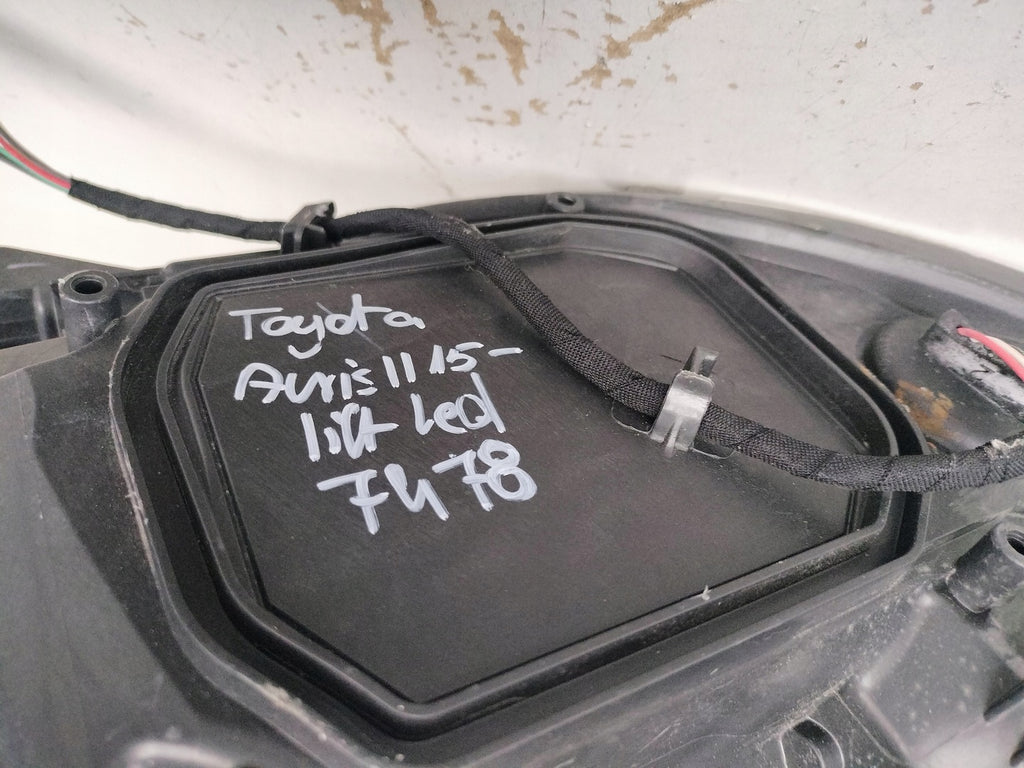 Toyota
Auris II 15-
lift Led
7478